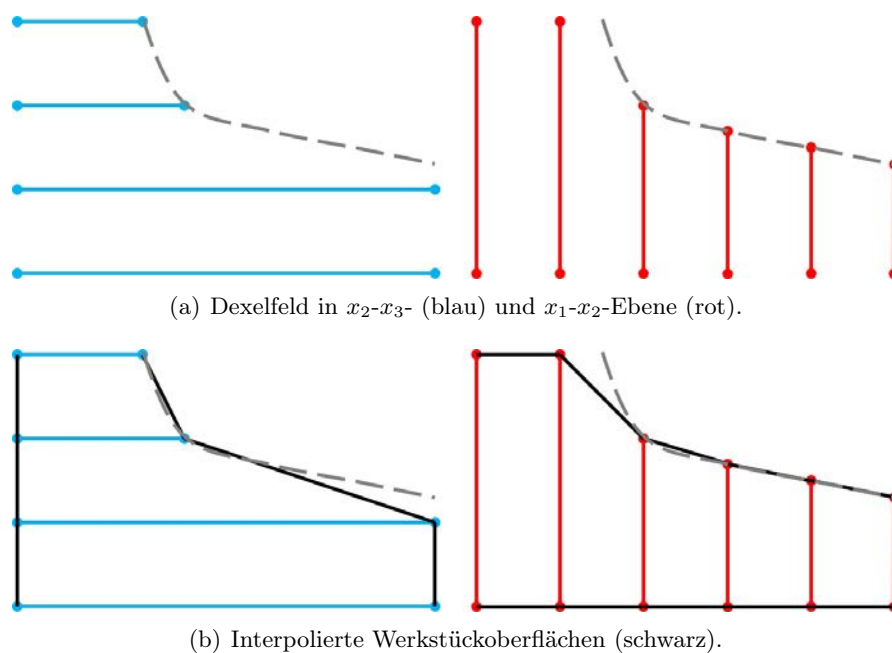 (a) Dexelfeld in x₂-x₃- (blau) und x₁-x₂-Ebene (rot).
(b) Interpolierte Werkstückoberflächen (schwarz).